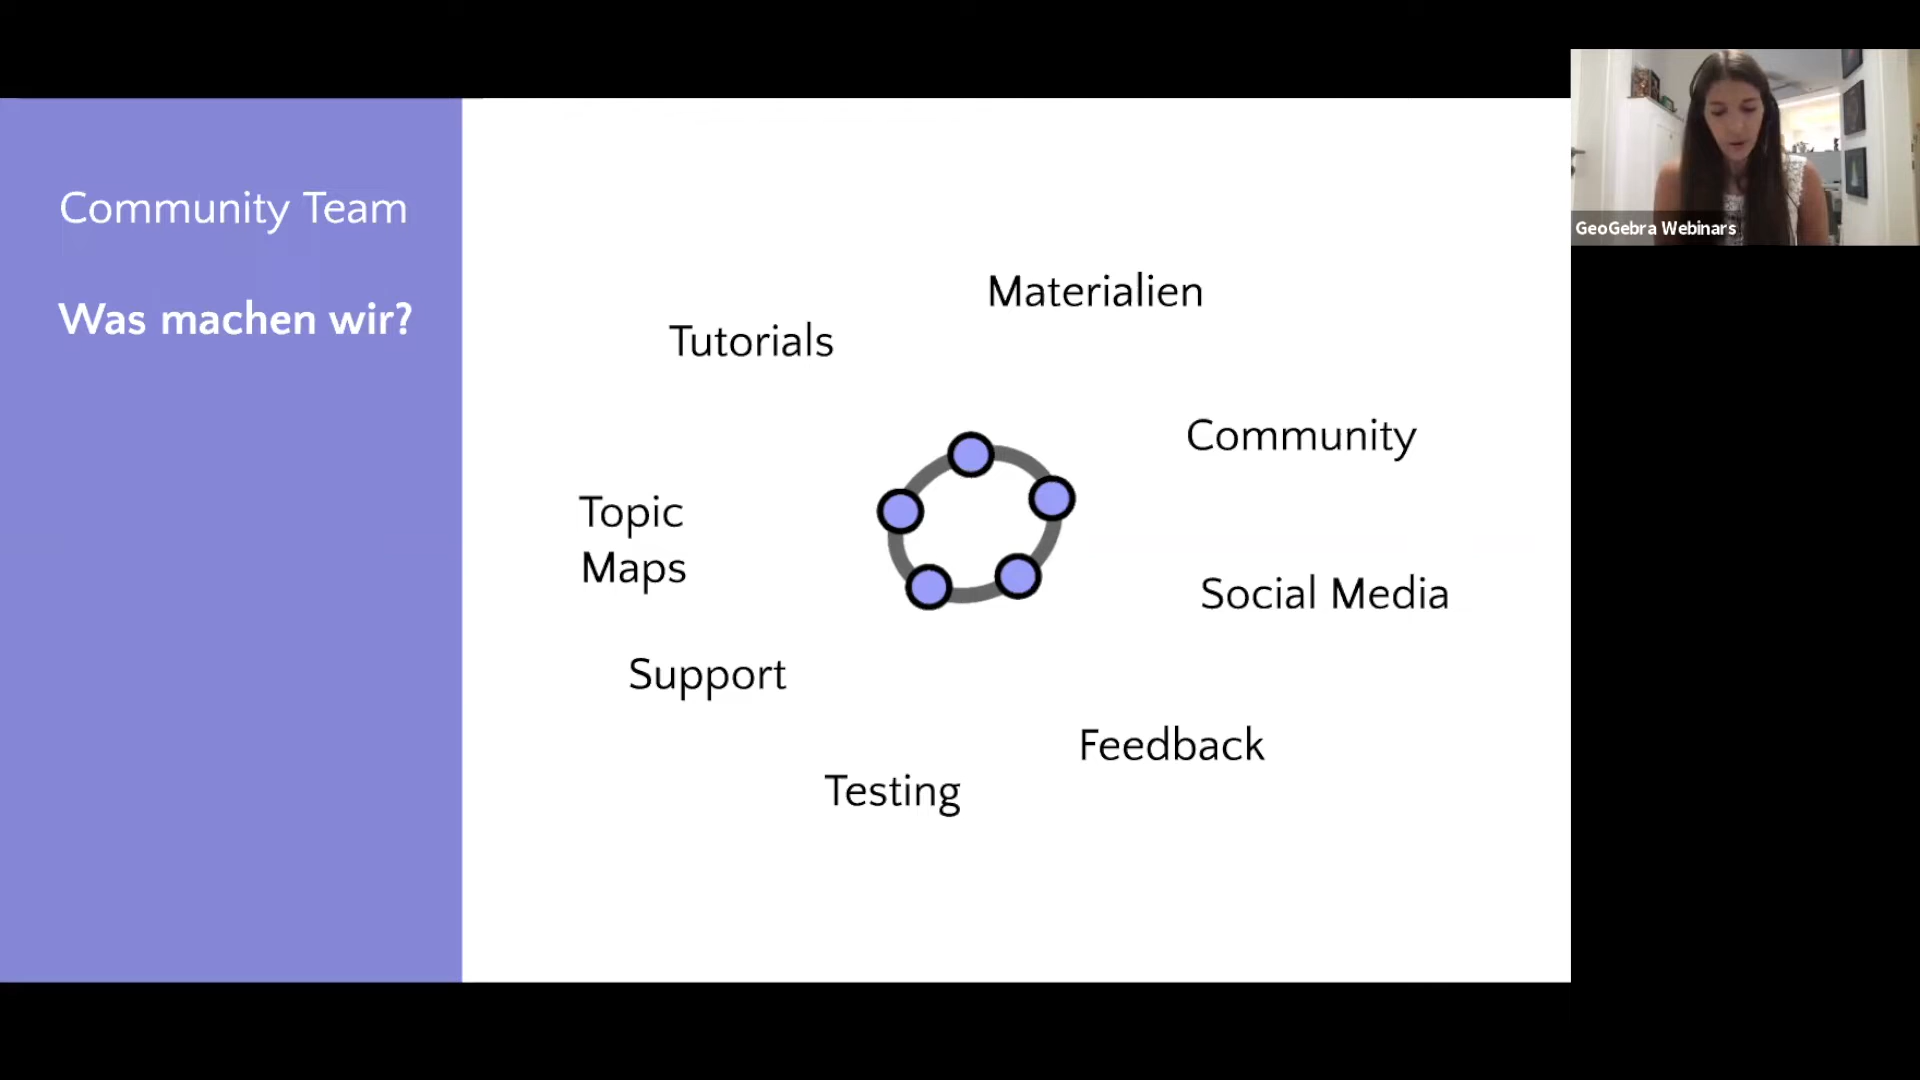 Community Team
Was machen wir?
Materialien
Tutorials
Community
Topic
Maps
Social Media
Support
Feedback
Testing
GeoGebra Webinars